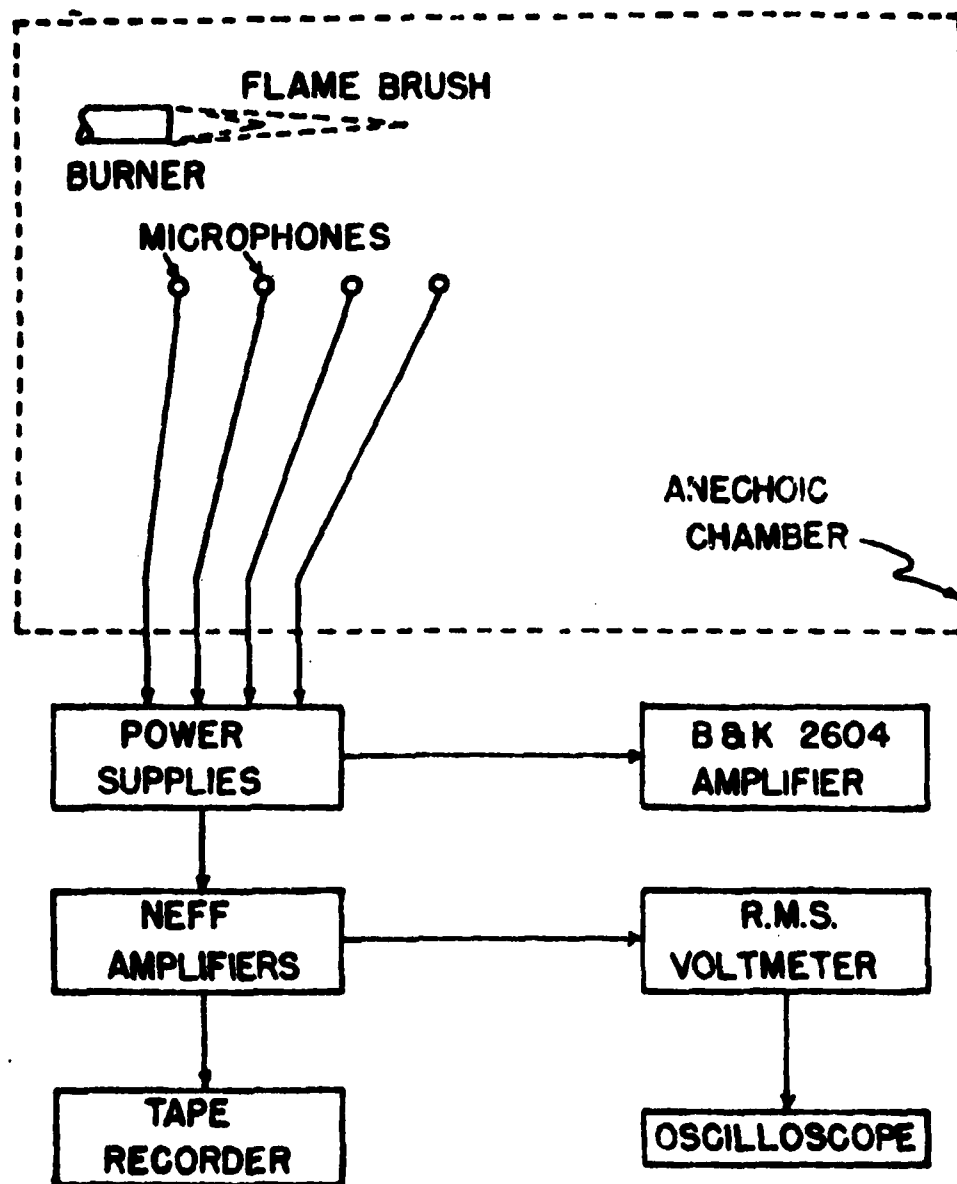 FLAME BRUSH
BURNER
MICROPHONES
ANECHOIC
CHAMBER
POWER
SUPPLIES
B & K 2604
AMPLIFIER
NEFF
AMPLIFIERS
R.M.S.
VOLTMETER
TAPE
RECORDER
OSCILLOSCOPE